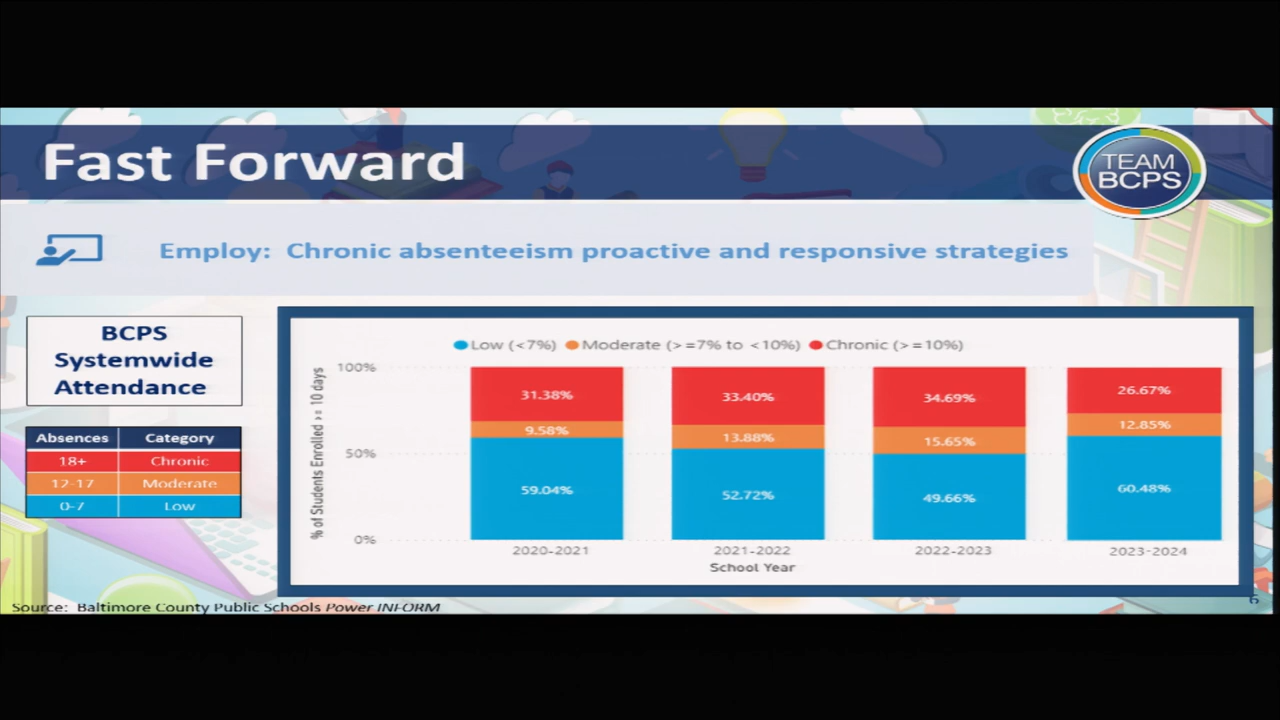 Fast Forward
TEAM
BCPS
Employ: Chronic absenteeism proactive and responsive strategies
BCPS
Systemwide
Attendance
Absences Category
18+ Chronic
12-17 Moderate
0-7 Low
Low (<7%) Moderate (>=7% to <10%) Chronic (>=10%)
% of Students Enrolled >= 10 days
100%
50%
0%
31.38% 33.40% 34.69% 26.67%
9.58% 13.88% 15.65% 12.85%
59.04% 52.72% 49.66% 60.48%
2020-2021 2021-2022 2022-2023 2023-2024
School Year
Source: Baltimore County Public Schools Power INFORM
5